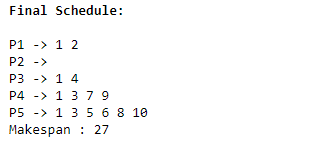 Final Schedule:
P1 -> 1 2
P2 ->
P3 -> 1 4
P4 -> 1 3 7 9
P5 -> 1 3 5 6 8 10
Makespan : 27